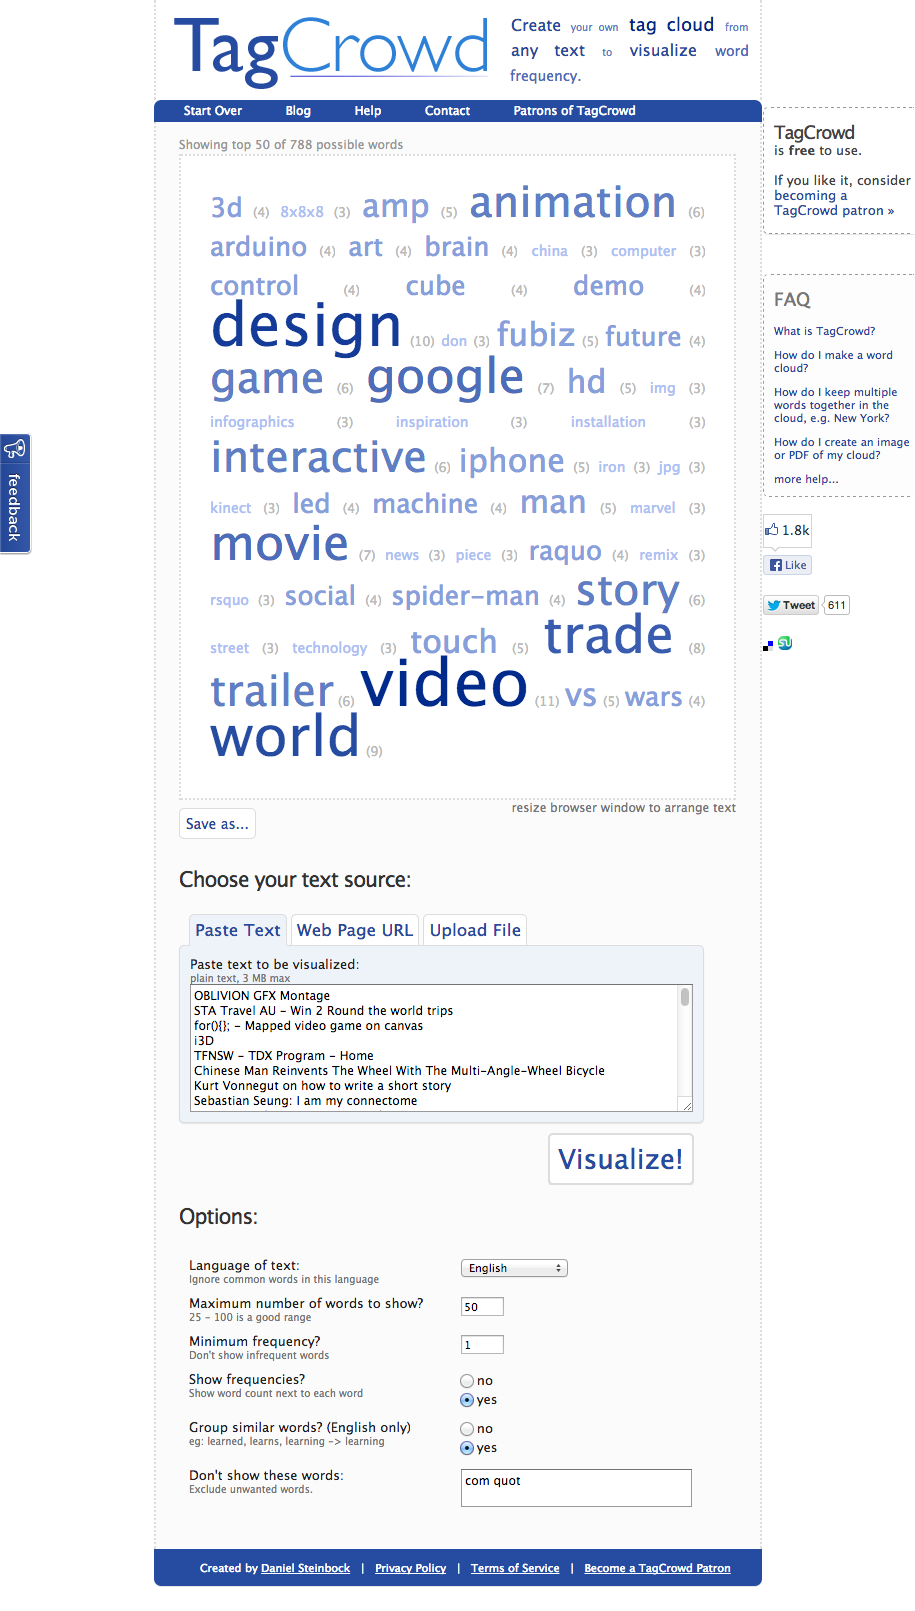 TagCrowd
Create your own tag cloud from
any text to visualize word
frequency.
Start Over Blog Help Contact Patrons of TagCrowd
Showing top 50 of 788 possible words
3d (4) 8x8x8 (3) amp (5) animation (6)
arduino (4) art (4) brain (4) china (3) computer (3)
control (4) cube (4) demo (4)
design (10) don (3) fubiz (5) future (4)
game (6) google (7) hd (5) img (3)
infographics (3) inspiration (3) installation (3)
interactive (6) iphone (5) iron (3) jpg (3)
kinect (3) led (4) machine (4) man (5) marvel (3)
movie (7) news (3) piece (3) raquo (4) remix (3)
rsquo (3) social (4) spider-man (4) story (6)
street (3) technology (3) touch (5) trade (8)
trailer (6) video (11) vs (5) wars (4)
world (9)
resize browser window to arrange text
Save as...
Choose your text source:
Paste Text Web Page URL Upload File
Paste text to be visualized:
plain text, 3 MB max
OBLIVION GFX Montage
STA Travel AU - Win 2 Round the world trips
for(){}; - Mapped video game on canvas
i3D
TFNSW - TDX Program - Home
Chinese Man Reinvents The Wheel With The Multi-Angle-Wheel Bicycle
Kurt Vonnegut on how to write a short story
Sebastian Seung: I am my connectome
Visualize!
Options:
Language of text: English
Ignore common words in this language
Maximum number of words to show? 50
25 - 100 is a good range
Minimum frequency? 1
Don't show infrequent words
Show frequencies? no
Show word count next to each word
yes
Group similar words? (English only) no
eg: learned, learns, learning -> learning
yes
Don't show these words: com quot
Exclude unwanted words.
Created by Daniel Steinbock | Privacy Policy | Terms of Service | Become a TagCrowd Patron
TagCrowd
is free to use.
If you like it, consider
becoming a
TagCrowd patron »
FAQ
What is TagCrowd?
How do I make a word
cloud?
How do I keep multiple
words together in the
cloud, e.g. New York?
How do I create an image
or PDF of my cloud?
more help...
1.8k
Like
Tweet 611
feedback